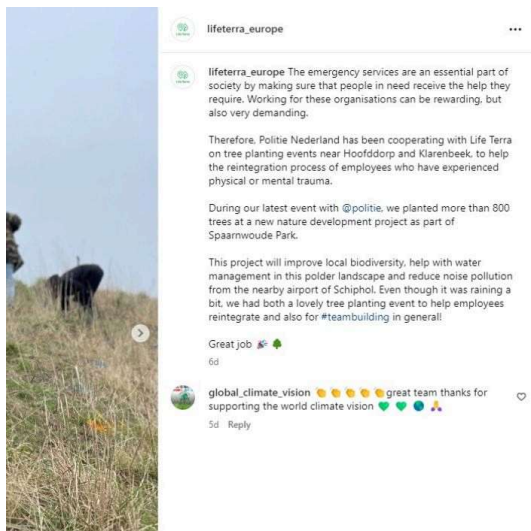 lifeterra_europe
lifeterra_europe The emergency services are an essential part of
society by making sure that people in need receive the help they
require. Working for these organisations can be rewarding, but
also very demanding.
Therefore, Politie Nederland has been cooperating with Life Terra
on tree planting events near Hoofddorp and Klarenbeek, to help
the reintegration process of employees who have experienced
physical or mental trauma.
During our latest event with @politie, we planted more than 800
trees at a new nature development project as part of
Spaarnwoude Park.
This project will improve local biodiversity, help with water
management in this polder landscape and reduce noise pollution
from the nearby airport of Schiphol. Even though it was raining a
bit, we had both a lovely tree planting event to help employees
reintegrate and also for #teambuilding in general!
Great job 🎉 🌲
6d
global_climate_vision 👏 👏 👏 👏 👏 great team thanks for
supporting the world climate vision 💚 💚 🌎 🙏
5d Reply